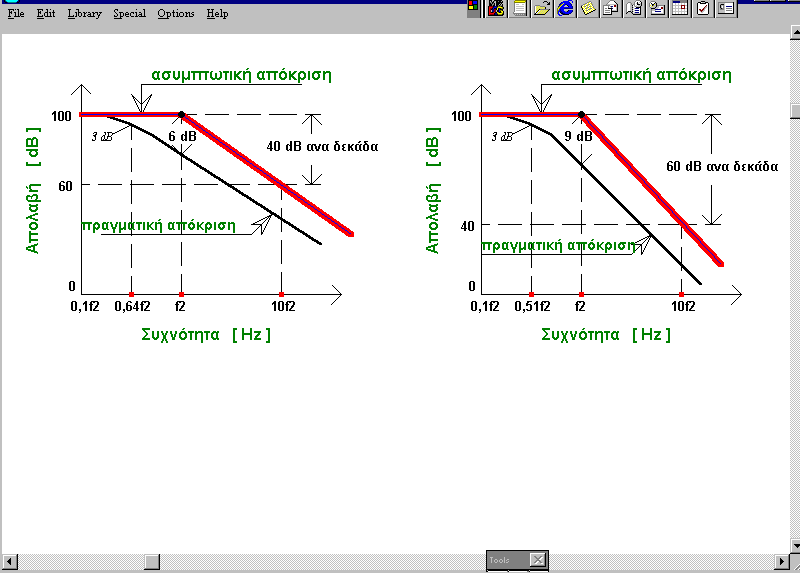 File Edit Library Special Options Help
ασυμπτωτική απόκριση
100
3 dB
6 dB
40 dB ανα δεκάδα
60
πραγματική απόκριση
Απολαβή [ dB ]
0
0,1f2 0,64f2 f2 10f2
Συχνότητα [ Hz ]
ασυμπτωτική απόκριση
100
3 dB
9 dB
60 dB ανα δεκάδα
40
πραγματική απόκριση
Απολαβή [ dB ]
0
0,1f2 0,51f2 f2 10f2
Συχνότητα [ Hz ]
Tools